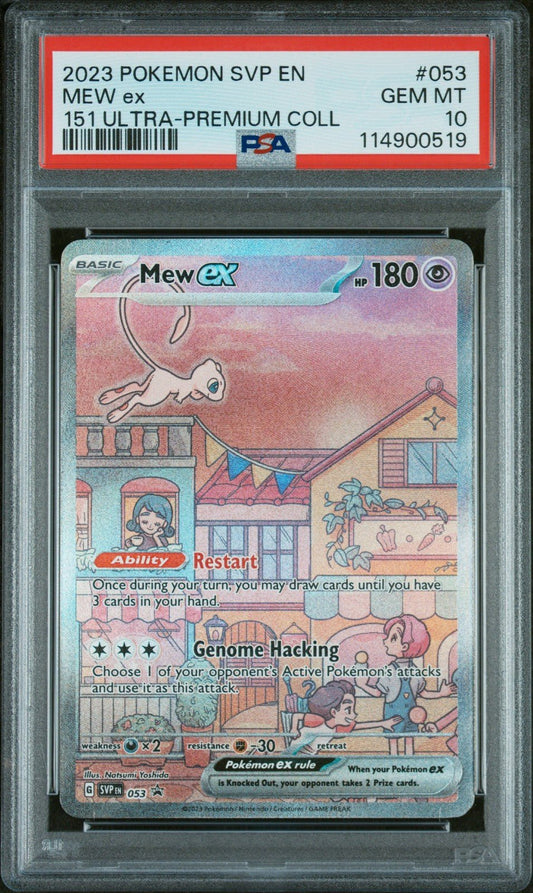 2023 POKEMON SVP EN #053
MEW ex GEM MT
151 ULTRA-PREMIUM COLL 10
PSA 114900519
BASIC Mew ex HP 180
Ability Restart
Once during your turn, you may draw cards until you have
3 cards in your hand.
Genome Hacking
Choose 1 of your opponent's Active Pokémon's attacks
and use it as this attack.
weakness ×2 resistance -30 retreat
Pokémon ex rule When your Pokémon ex
is Knocked Out, your opponent takes 2 Prize cards.
Illus. Natsumi Yoshida
G SVP EN 053
©2023 Pokémon / Nintendo / Creatures / GAME FREAK
PSA